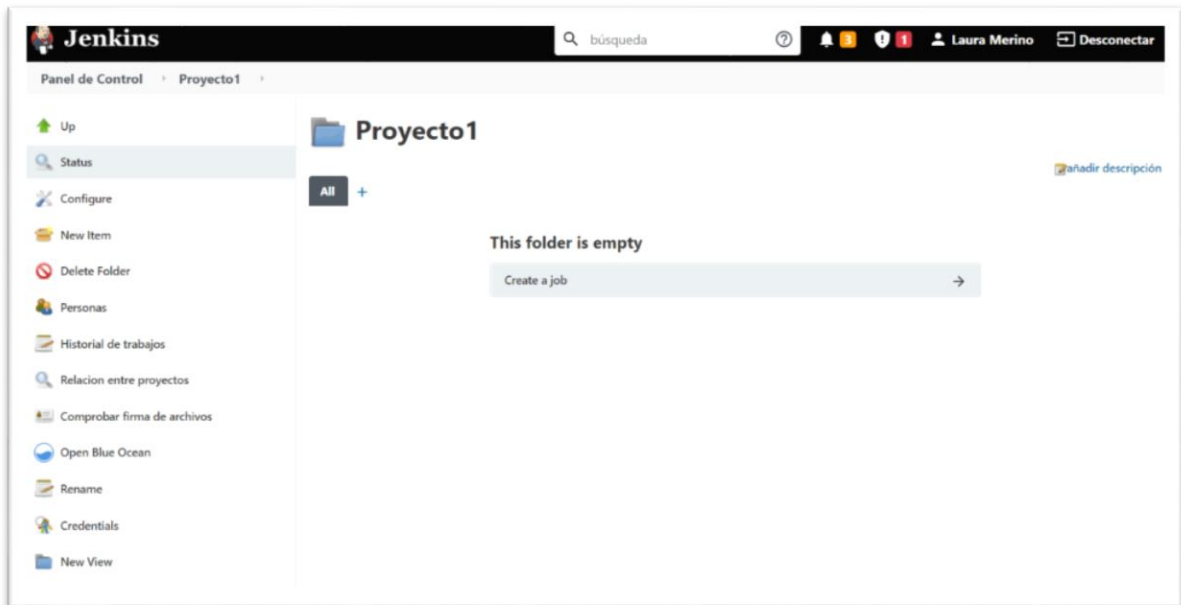 Jenkins
búsqueda
3
1
Laura Merino
Desconectar
Panel de Control
Proyecto1
Up
Status
Configure
New Item
Delete Folder
Personas
Historial de trabajos
Relacion entre proyectos
Comprobar firma de archivos
Open Blue Ocean
Rename
Credentials
New View
Proyecto1
añadir descripción
All +
This folder is empty
Create a job